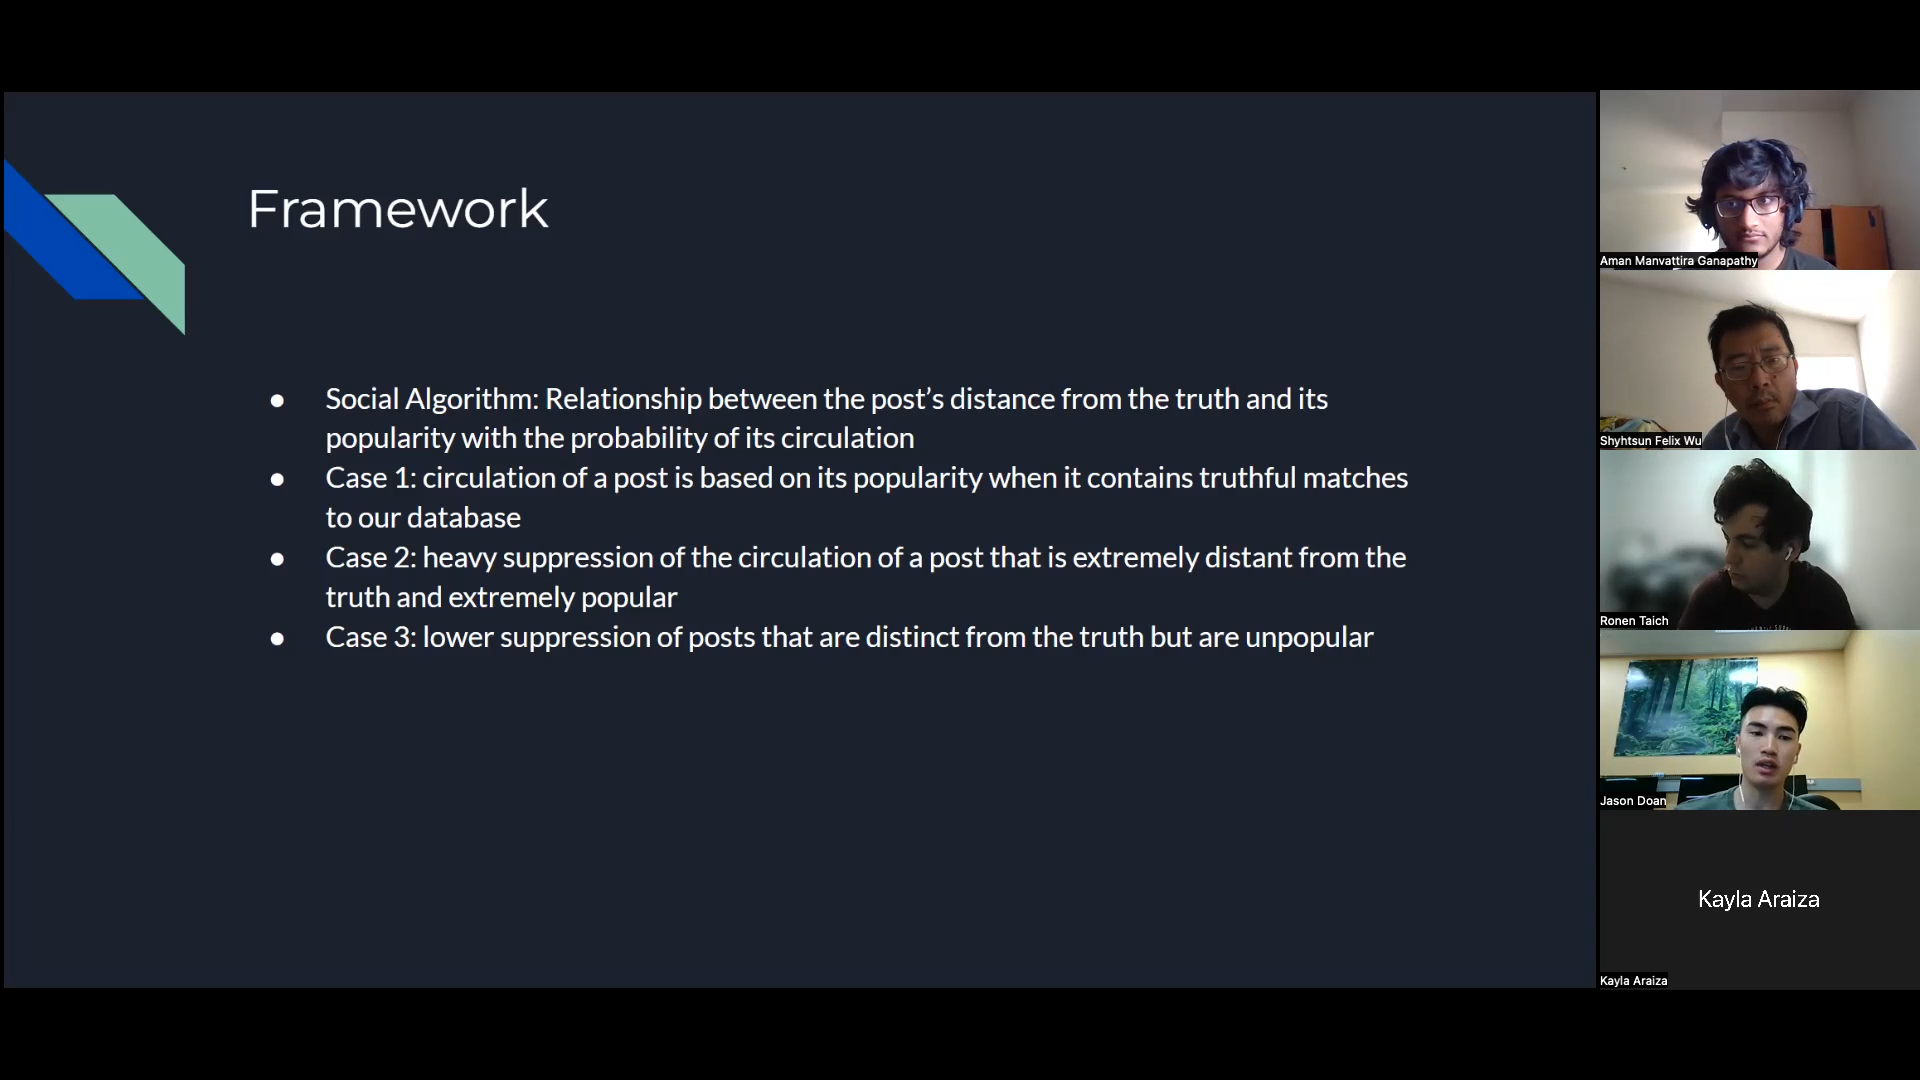 Framework
● Social Algorithm: Relationship between the post’s distance from the truth and its
popularity with the probability of its circulation
● Case 1: circulation of a post is based on its popularity when it contains truthful matches
to our database
● Case 2: heavy suppression of the circulation of a post that is extremely distant from the
truth and extremely popular
● Case 3: lower suppression of posts that are distinct from the truth but are unpopular
Aman Manvattira Ganapathy
Shyhtsun Felix Wu
Ronen Taich
Jason Doan
Kayla Araiza
Kayla Araiza